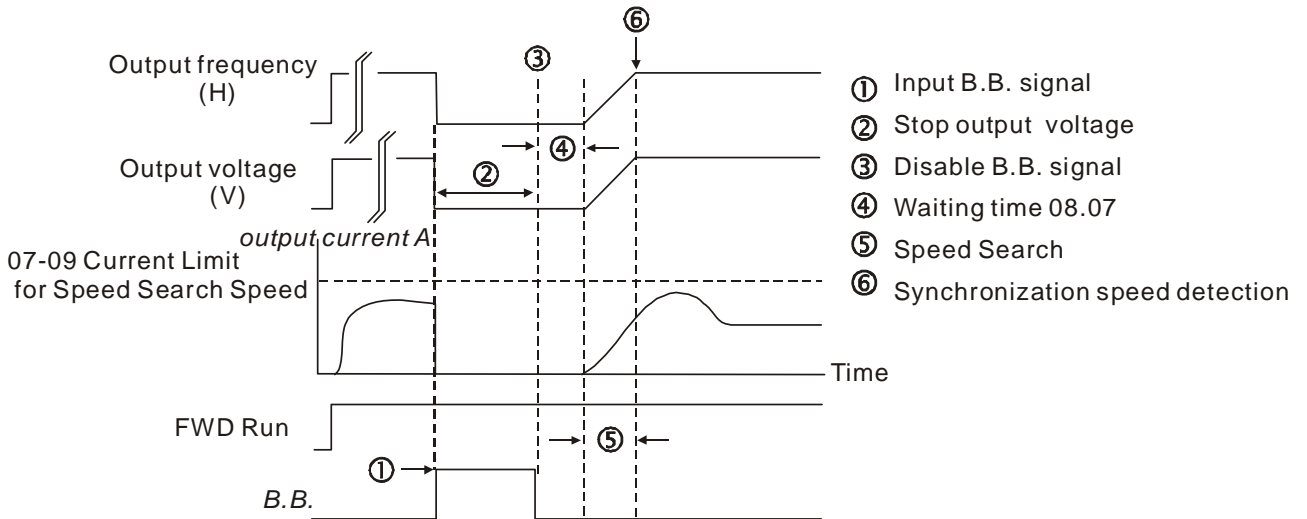 Output frequency
(H)
Output voltage
(V)
output current A
07-09 Current Limit
for Speed Search Speed
FWD Run
B.B.
Time
⑥
③
④
②
⑤
①
① Input B.B. signal
② Stop output voltage
③ Disable B.B. signal
④ Waiting time 08.07
⑤ Speed Search
⑥ Synchronization speed detection